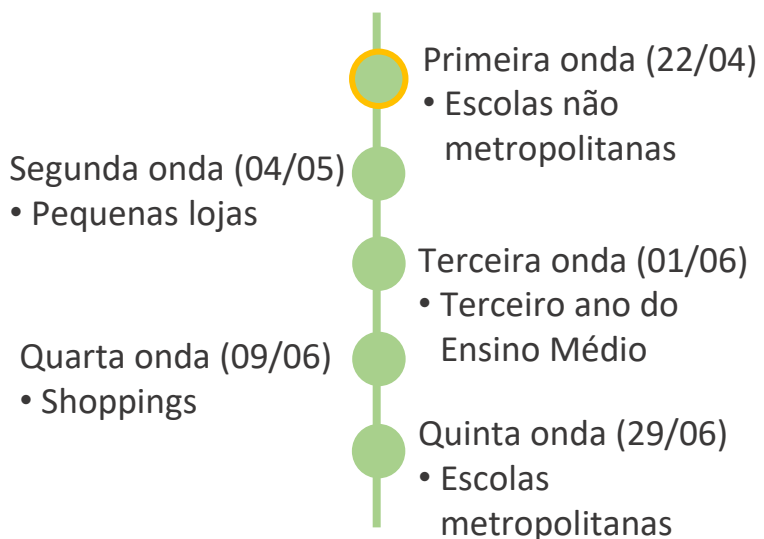 Primeira onda (22/04)
• Escolas não
metropolitanas
Segunda onda (04/05)
• Pequenas lojas
Terceira onda (01/06)
• Terceiro ano do
Ensino Médio
Quarta onda (09/06)
• Shoppings
Quinta onda (29/06)
• Escolas
metropolitanas